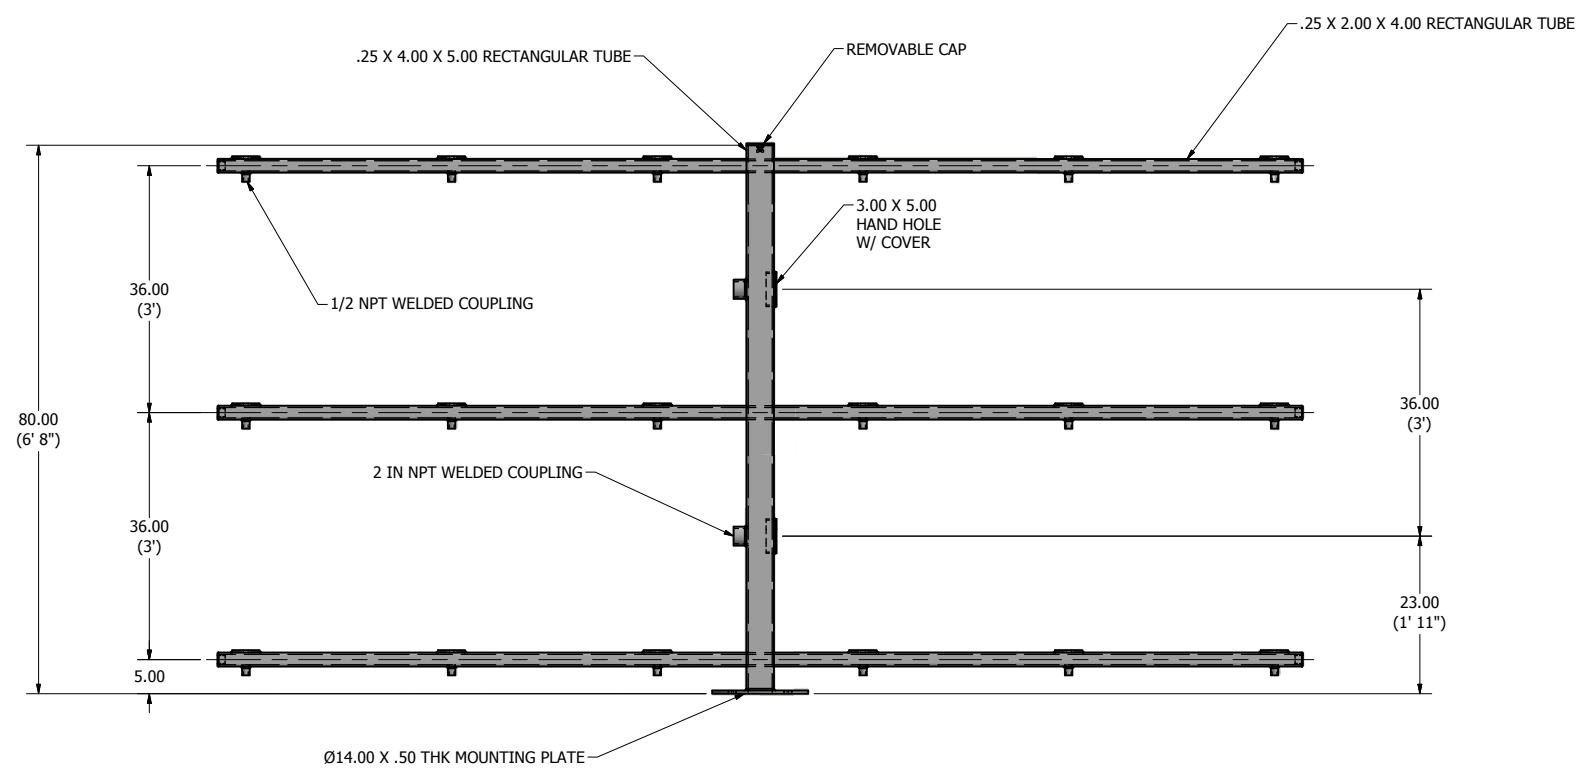 .25 X 2.00 X 4.00 RECTANGULAR TUBE
.25 X 4.00 X 5.00 RECTANGULAR TUBE
REMOVABLE CAP
3.00 X 5.00
HAND HOLE
W/ COVER
36.00
(3')
1/2 NPT WELDED COUPLING
80.00
(6' 8")
36.00
(3')
2 IN NPT WELDED COUPLING
36.00
(3')
23.00
(1' 11")
5.00
Ø14.00 X .50 THK MOUNTING PLATE